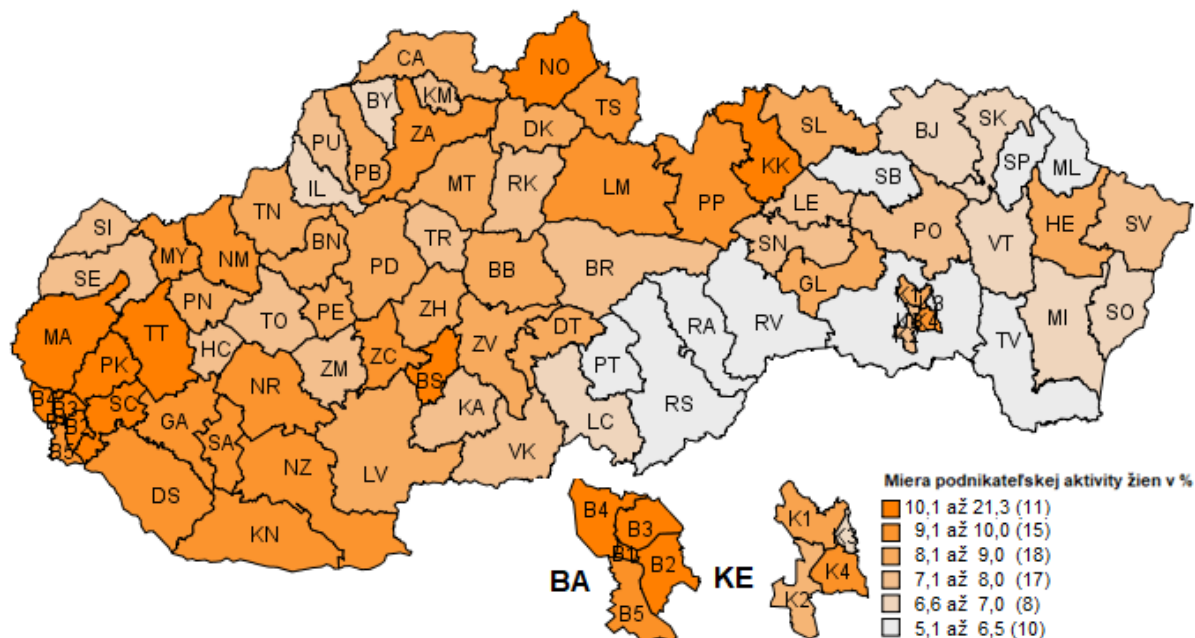 CA
NO
BY
KM
TS
ZA
DK
SL
BJ
SK
PU
PB
SP
ML
IL
MT
RK
LM
PP
KK
SB
LE
HE
SV
SI
TN
BN
TR
SN
PO
VT
MY
NM
PD
BB
BR
SE
GL
PN
PE
ZH
TO
DT
MI
SO
MA
TT
HC
ZC
ZV
RA
RV
TV
PK
ZM
BS
PT
B4
SC
NR
KA
RS
B3
GA
LC
B2
B5
SA
VK
NZ
LV
DS
KN
B4
B3
B1
B2
B5
BA
KE
K1
K4
K2
Miera podnikateľskej aktivity žien v %
10,1 až 21,3 (11)
9,1 až 10,0 (15)
8,1 až 9,0 (18)
7,1 až 8,0 (17)
6,6 až 7,0 (8)
5,1 až 6,5 (10)